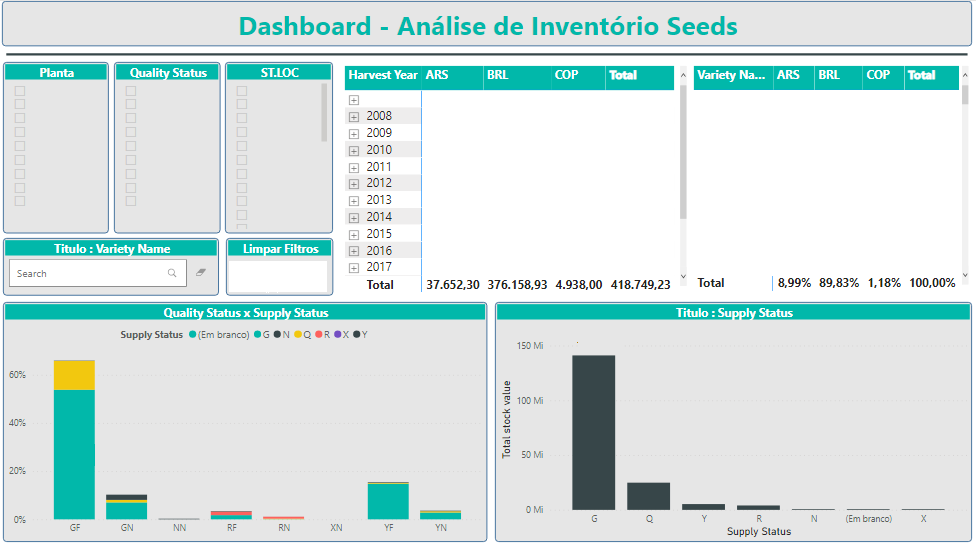 Dashboard - Análise de Inventório Seeds
Planta
Quality Status
ST.LOC
Titulo : Variety Name
Search
Limpar Filtros
Harvest Year ARS BRL COP Total
2008
2009
2010
2011
2012
2013
2014
2015
2016
2017
Total 37.652,30 376.158,93 4.938,00 418.749,23
Variety Na... ARS BRL COP Total
Total 8,99% 89,83% 1,18% 100,00%
Quality Status x Supply Status
Supply Status (Em branco) G N Q R X Y
60%
40%
20%
0%
GF GN NN RF RN XN YF YN
Titulo : Supply Status
Total stock value
150 Mi
100 Mi
50 Mi
0 Mi
G Q Y R N (Em branco) X
Supply Status